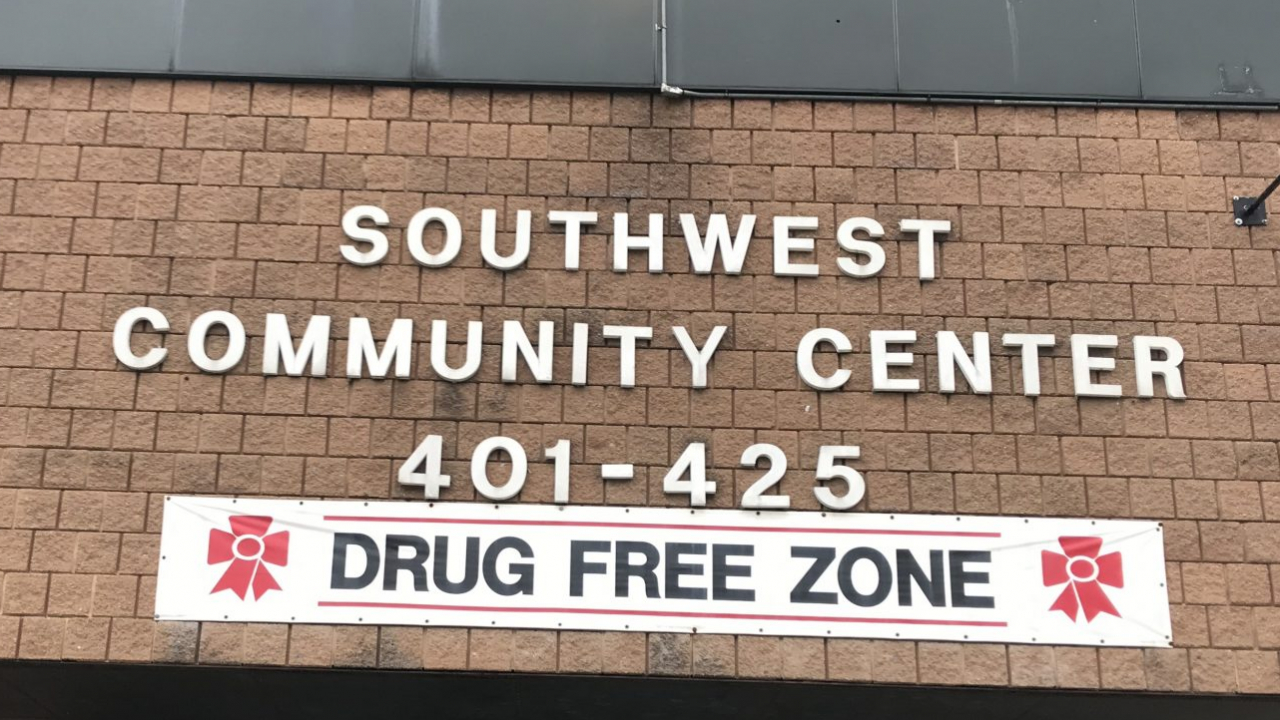 SOUTHWEST
COMMUNITY CENTER
401-425
DRUG FREE ZONE